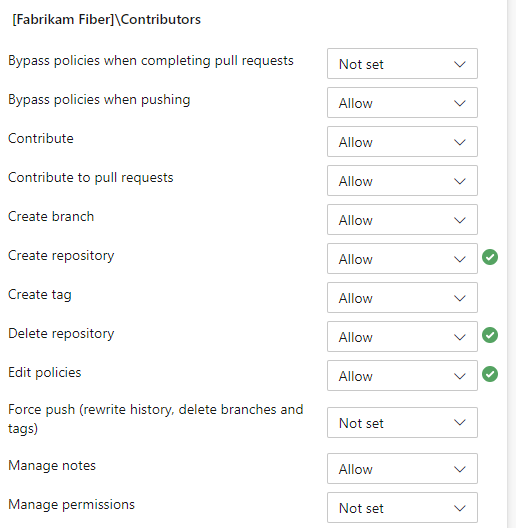 [Fabrikam Fiber]\Contributors
Bypass policies when completing pull requests Not set
Bypass policies when pushing Allow
Contribute Allow
Contribute to pull requests Allow
Create branch Allow
Create repository Allow
Create tag Allow
Delete repository Allow
Edit policies Allow
Force push (rewrite history, delete branches and
tags) Not set
Manage notes Allow
Manage permissions Not set